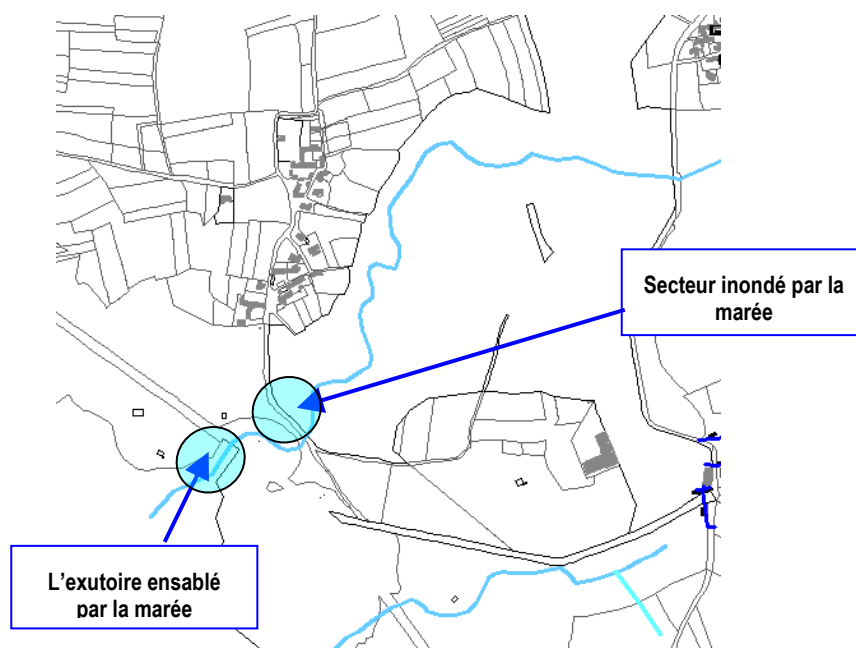 Secteur inondé par la
marée
L'exutoire ensablé
par la marée